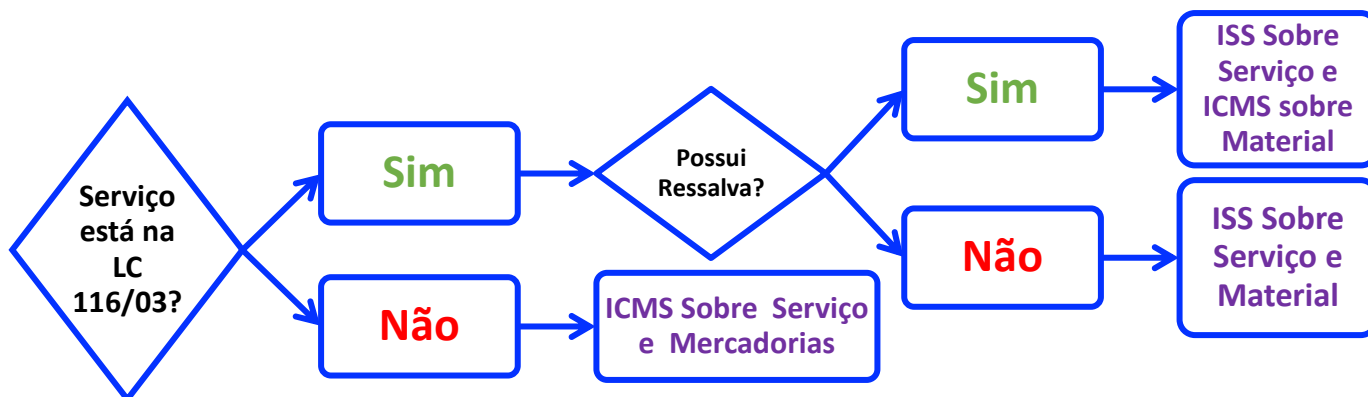 Serviço
está na
LC
116/03?
Sim
Não
Possui
Ressalva?
ICMS Sobre Serviço
e Mercadorias
Sim
Não
ISS Sobre
Serviço e
ICMS sobre
Material
ISS Sobre
Serviço e
Material